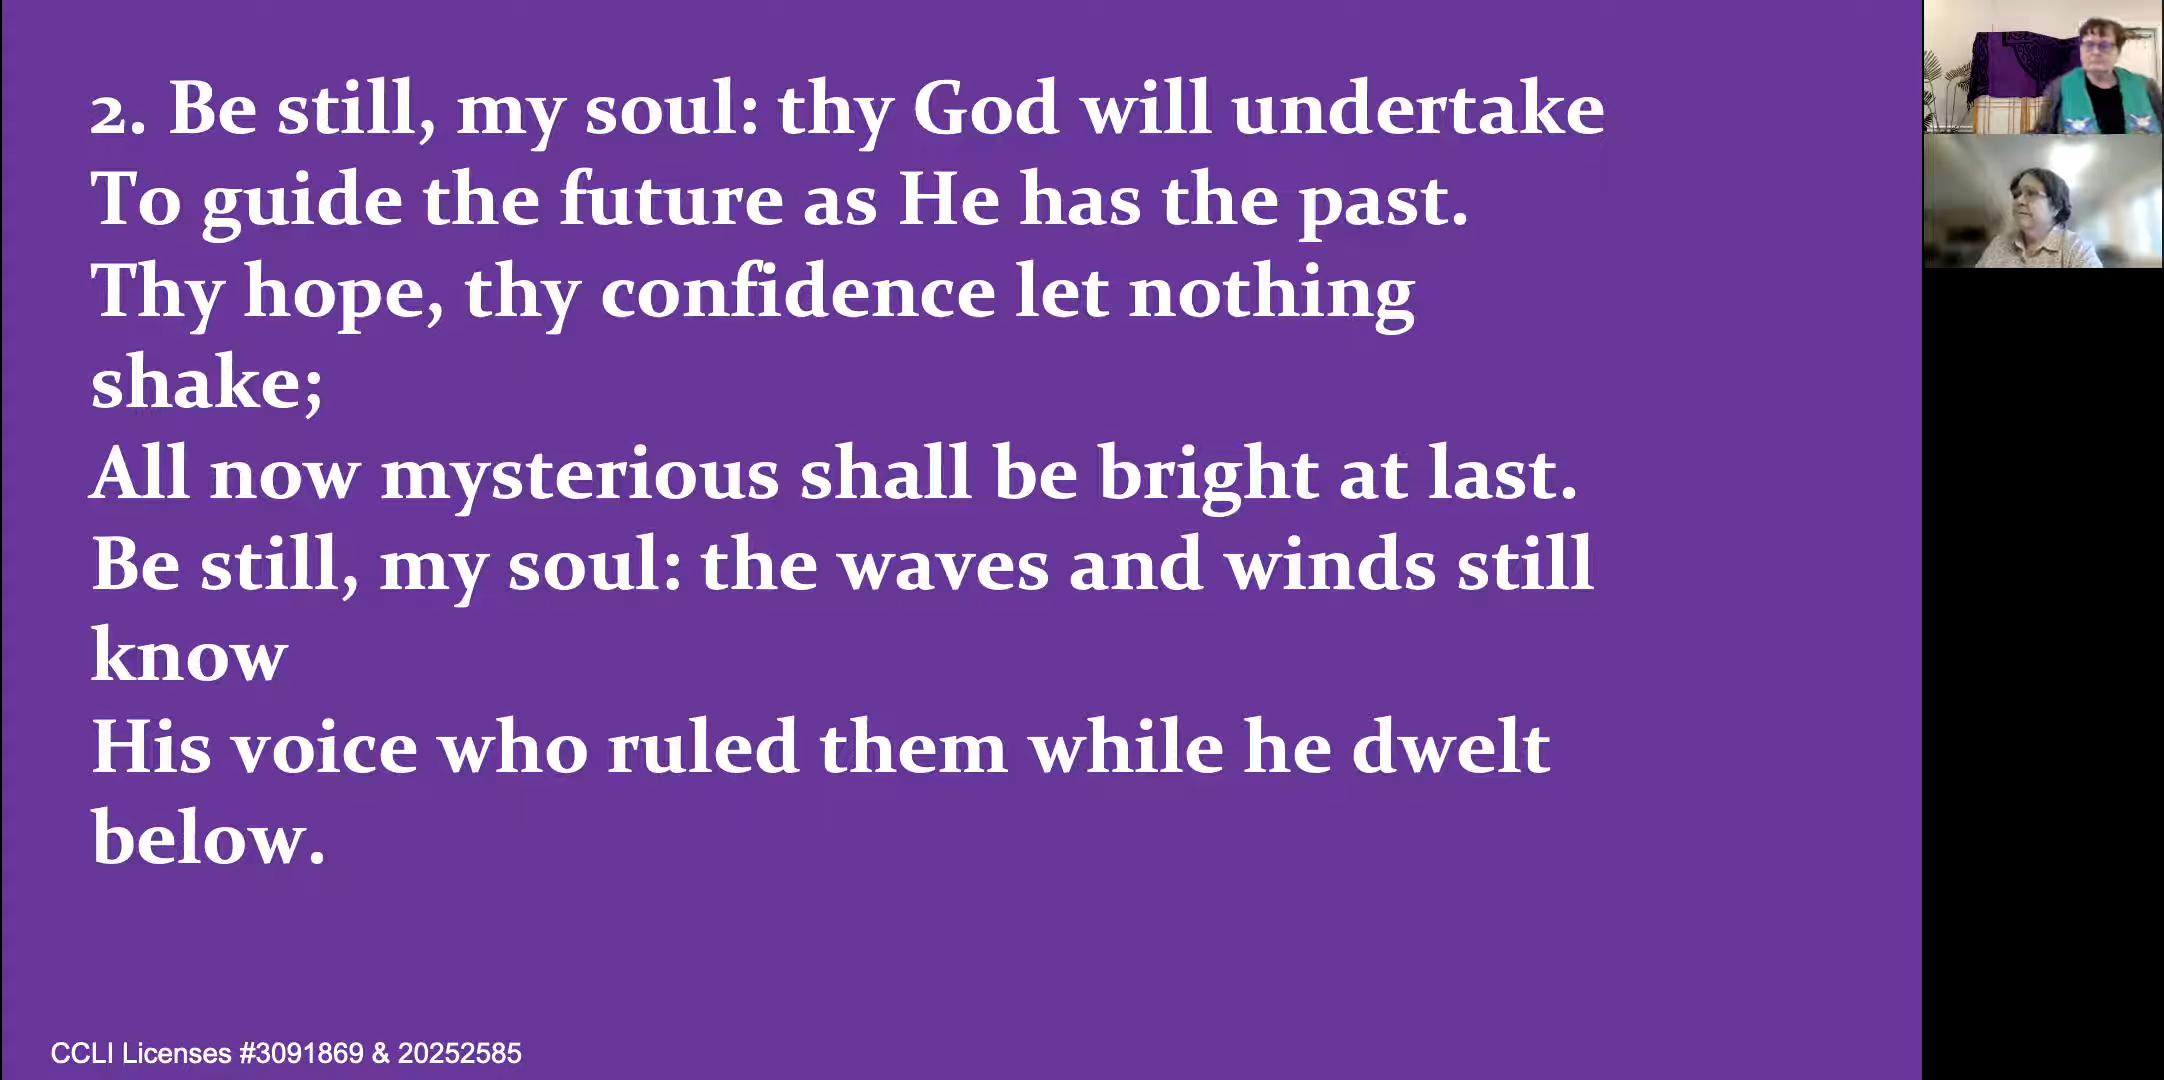 2. Be still, my soul: thy God will undertake
To guide the future as He has the past.
Thy hope, thy confidence let nothing
shake;
All now mysterious shall be bright at last.
Be still, my soul: the waves and winds still
know
His voice who ruled them while he dwelt
below.
CCLI Licenses #3091869 & 20252585